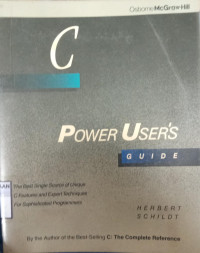 Osborne McGraw-Hill
C
POWER USER'S
GUIDE
The Best Single Source of Unique
C Features and Expert Techniques
For Sophisticated Programmers
HERBERT
SCHILDT
By the Author of the Best-Selling C: The Complete Reference